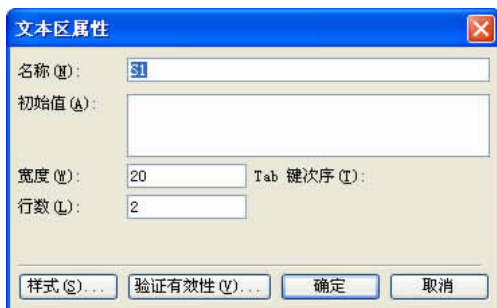 文本区属性
名称(N): S1
初始值(A):
宽度(W): 20 Tab 键次序(T):
行数(L): 2
样式(S)... 验证有效性(V)... 确定 取消